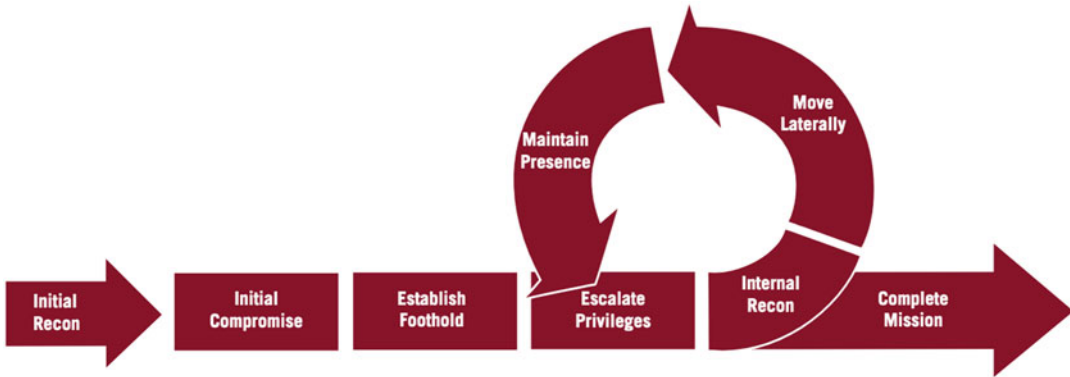 Maintain
Presence
Move
Laterally
Initial
Recon
Initial
Compromise
Establish
Foothold
Escalate
Privileges
Internal
Recon
Complete
Mission